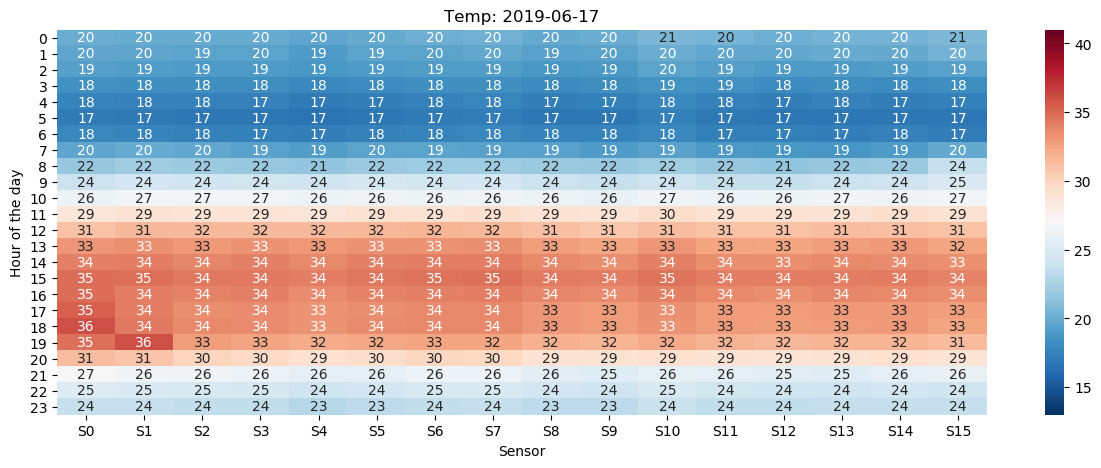 Temp: 2019-06-17
0 20 20 20 20 20 20 20 20 20 20 21 20 20 20 20 21
1 20 20 19 20 19 19 20 20 19 20 20 20 20 20 20 20
2 19 19 19 19 19 19 19 19 19 19 20 19 19 19 19 19
3 18 18 18 18 18 18 18 18 18 18 19 19 18 18 18 18
4 18 18 18 17 17 17 18 18 17 17 18 18 17 18 17 17
5 17 17 17 17 17 17 17 17 17 17 17 17 17 17 17 17
6 18 18 18 17 17 18 18 18 18 18 18 17 17 17 18 17
7 20 20 20 19 19 20 19 19 19 19 19 19 19 19 19 20
8 22 22 22 22 21 22 22 22 22 22 22 22 21 22 22 24
9 24 24 24 24 24 24 24 24 24 24 24 24 24 24 24 25
10 26 27 27 27 26 26 26 26 26 26 27 26 26 27 26 27
11 29 29 29 29 29 29 29 29 29 29 30 29 29 29 29 29
12 31 31 32 32 32 32 32 32 31 31 31 31 31 31 31 31
13 33 33 33 33 33 33 33 33 33 33 33 33 33 33 33 32
14 34 34 34 34 34 34 34 34 34 34 34 34 33 34 34 33
15 35 35 34 34 34 34 35 35 34 34 35 34 34 34 34 34
16 35 34 34 34 34 34 34 34 34 34 34 34 34 34 34 34
17 35 34 34 34 33 34 34 34 33 33 33 33 33 33 33 33
18 36 34 34 34 33 34 34 34 33 33 33 33 33 33 33 33
19 35 36 33 33 32 32 33 32 32 32 32 32 32 32 32 31
20 31 31 30 30 29 30 30 30 29 29 29 29 29 29 29 29
21 27 26 26 26 26 26 26 26 26 25 26 26 25 25 26 26
22 25 25 25 25 24 24 25 25 24 24 25 24 24 24 24 24
23 24 24 24 24 23 23 24 24 23 23 24 24 24 24 24 24
S0 S1 S2 S3 S4 S5 S6 S7 S8 S9 S10 S11 S12 S13 S14 S15
Sensor
Hour of the day
40
35
30
25
20
15